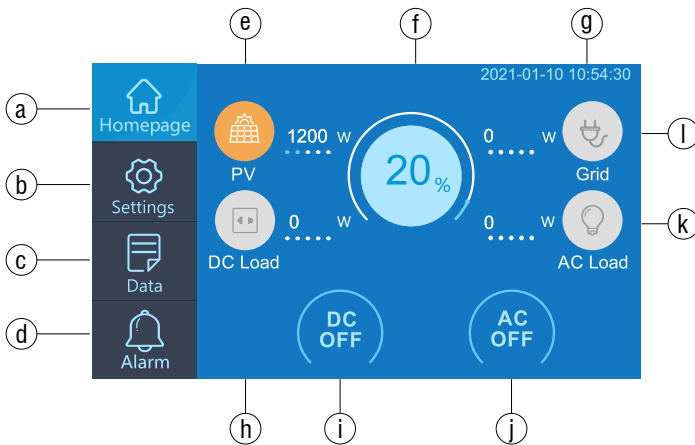 e
f
g
2021-01-10 10:54:30
a
Homepage
1200 W
0 W
l
PV
20 %
Grid
b
Settings
0 W
0 W
k
DC Load
AC Load
c
Data
d
Alarm
DC
OFF
AC
OFF
h
i
j